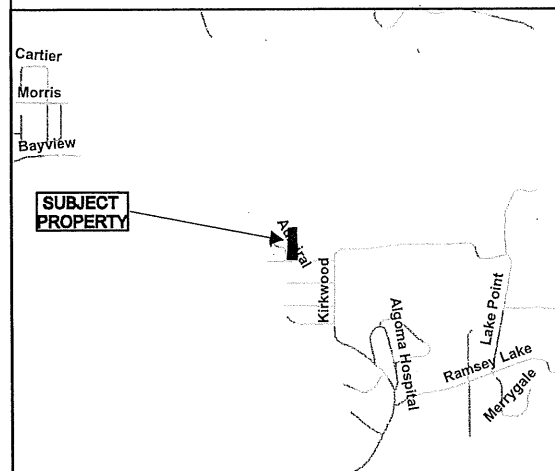 Cartier
Morris
Bayview
SUBJECT
PROPERTY
Kirkwood
Algoma Hospital
Lake Point
Ramsey Lake
Merrygale